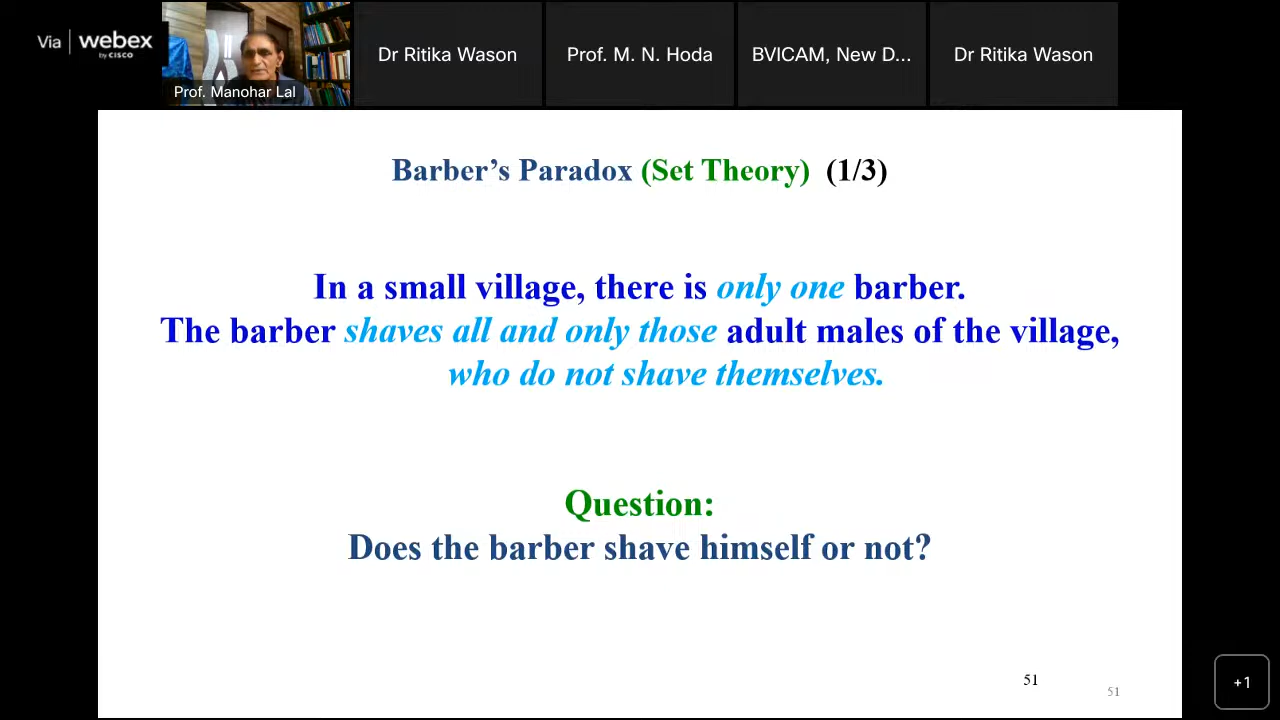 Via | webex
by CISCO
Prof. Manohar Lal
Dr Ritika Wason
Prof. M. N. Hoda
BVICAM, New D...
Dr Ritika Wason
Barber’s Paradox (Set Theory) (1/3)
In a small village, there is only one barber.
The barber shaves all and only those adult males of the village,
who do not shave themselves.
Question:
Does the barber shave himself or not?
51
51
+1